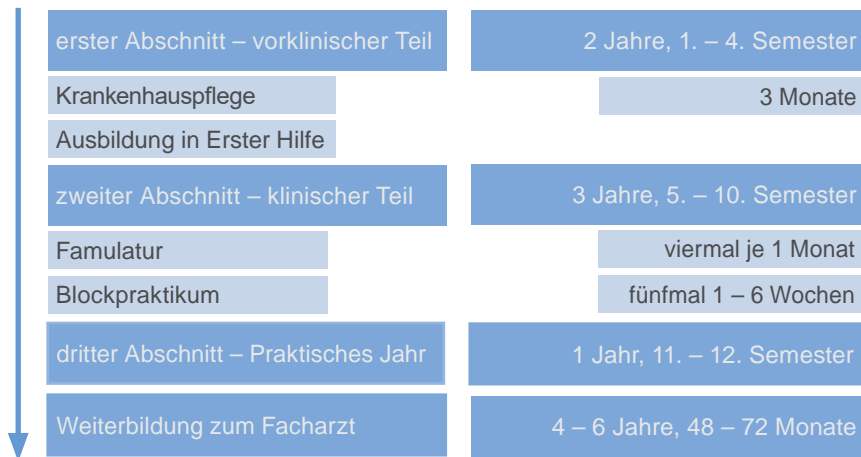 erster Abschnitt – vorklinischer Teil 2 Jahre, 1. – 4. Semester
Krankenhauspflege 3 Monate
Ausbildung in Erster Hilfe
zweiter Abschnitt – klinischer Teil 3 Jahre, 5. – 10. Semester
Famulatur viermal je 1 Monat
Blockpraktikum fünfmal 1 – 6 Wochen
dritter Abschnitt – Praktisches Jahr 1 Jahr, 11. – 12. Semester
Weiterbildung zum Facharzt 4 – 6 Jahre, 48 – 72 Monate